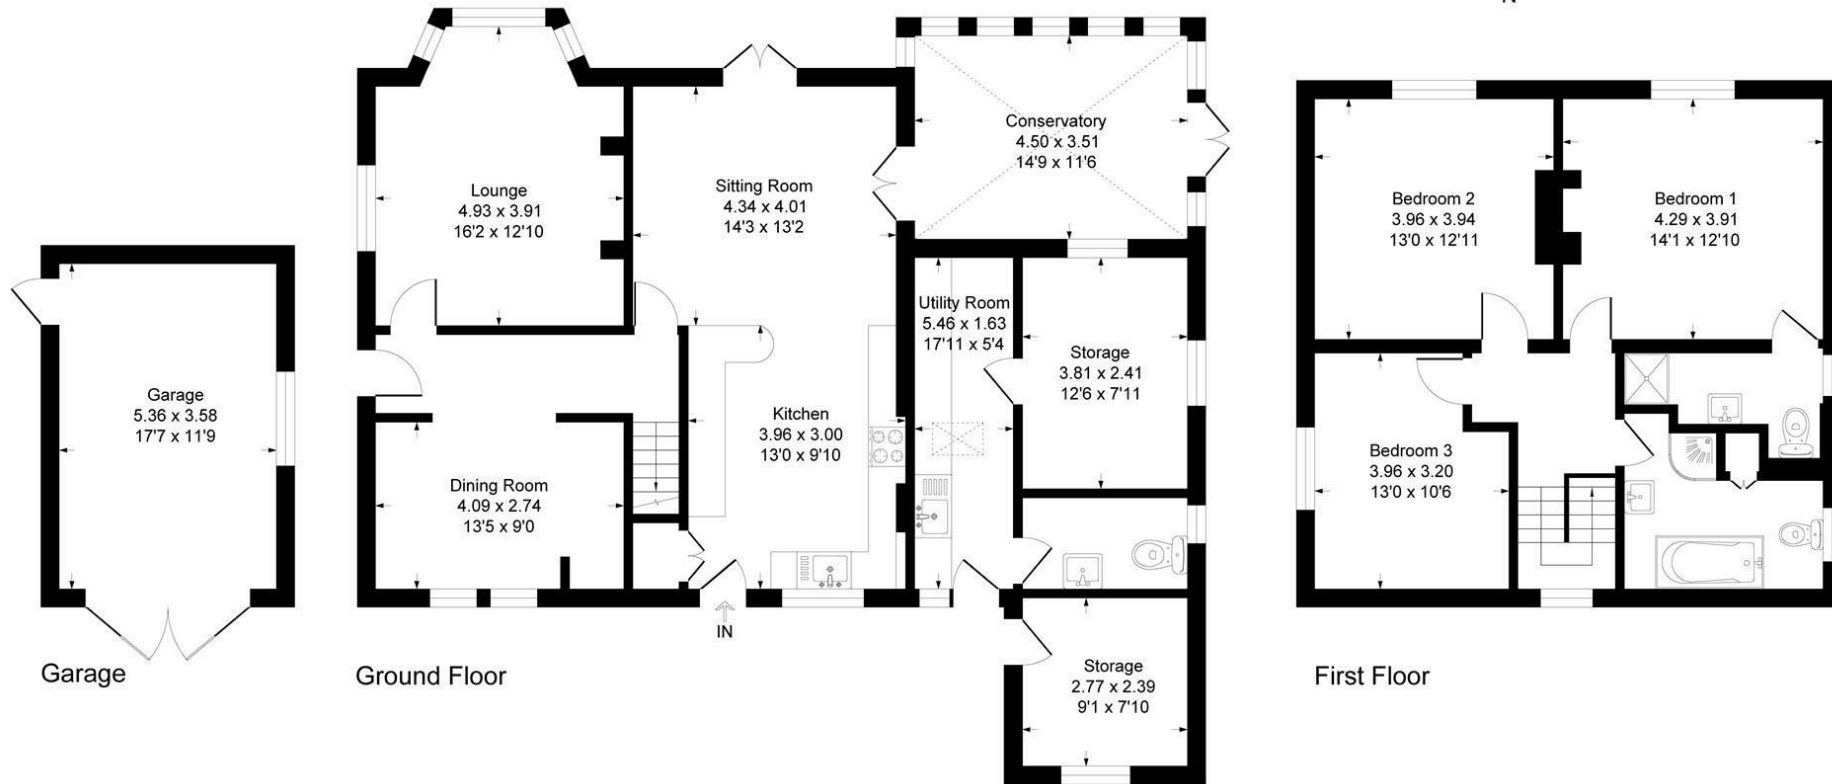 N
Garage
5.36 x 3.58
17'7 x 11'9
Garage
Lounge
4.93 x 3.91
16'2 x 12'10
Sitting Room
4.34 x 4.01
14'3 x 13'2
Conservatory
4.50 x 3.51
14'9 x 11'6
Utility Room
5.46 x 1.63
17'11 x 5'4
Storage
3.81 x 2.41
12'6 x 7'11
Kitchen
3.96 x 3.00
13'0 x 9'10
Dining Room
4.09 x 2.74
13'5 x 9'0
IN
Storage
2.77 x 2.39
9'1 x 7'10
Ground Floor
Bedroom 2
3.96 x 3.94
13'0 x 12'11
Bedroom 1
4.29 x 3.91
14'1 x 12'10
Bedroom 3
3.96 x 3.20
13'0 x 10'6
First Floor